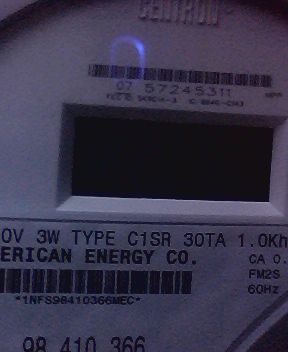 CENTRON
07 57245311
0V 3W TYPE C1SR 30TA 1.0Kh
ERICAN ENERGY CO.
CA 0.
FM2S
60Hz
*1NFS98410366MEC*
98 410 366